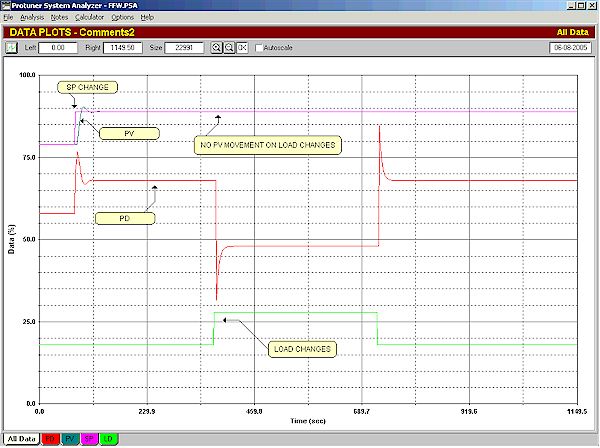 Protuner System Analyzer - FFW.PSA
File Analysis Notes Calculator Options Help
DATA PLOTS - Comments2 All Data
Left 0.00 Right 1149.50 Size 22991 OK Autoscale 06-08-2005
100.0
SP CHANGE
PV
NO PV MOVEMENT ON LOAD CHANGES
75.0
PD
Data (%)
50.0
25.0
LOAD CHANGES
0.0
0.0 229.9 459.8 689.7 919.6 1149.5
Time (sec)
All Data PD PV SP LD